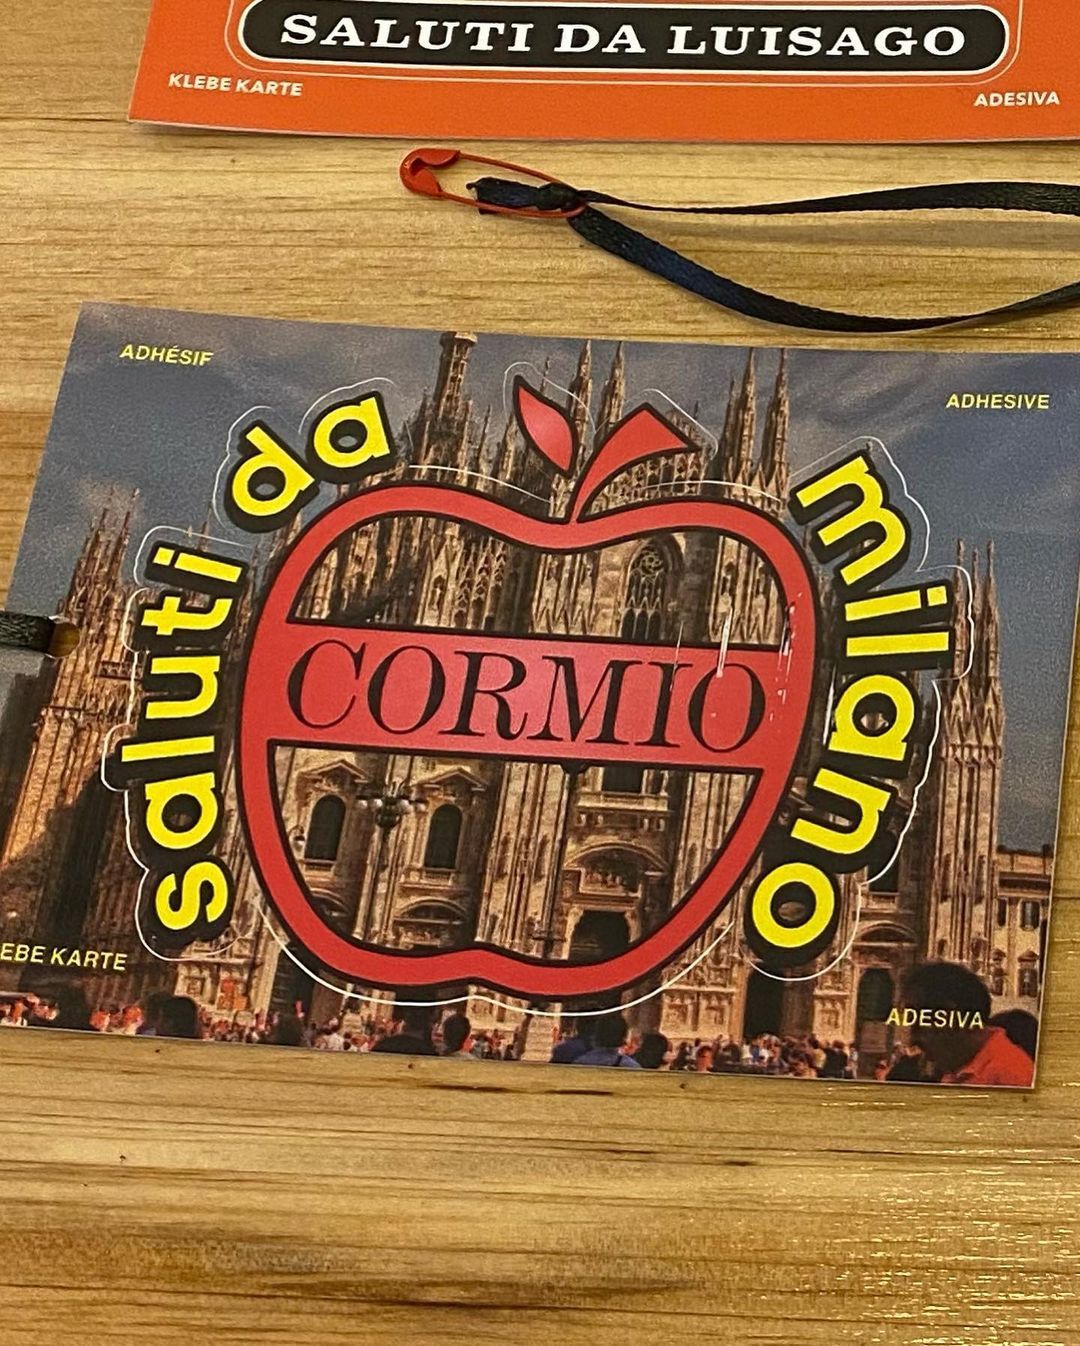 SALUTI DA LUISAGO
KLEBE KARTE
ADESIVA
ADHÉSIF
ADHESIVE
saluti da milano
CORMIO
EBE KARTE
ADESIVA